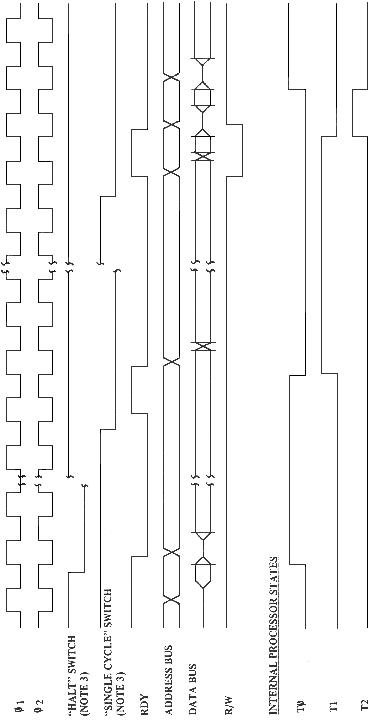 φ1
φ2
"HALT" SWITCH
(NOTE 3)
"SINGLE CYCLE" SWITCH
(NOTE 3)
RDY
ADDRESS BUS
DATA BUS
R/W
INTERNAL PROCESSOR STATES
Tφ
T1
T2